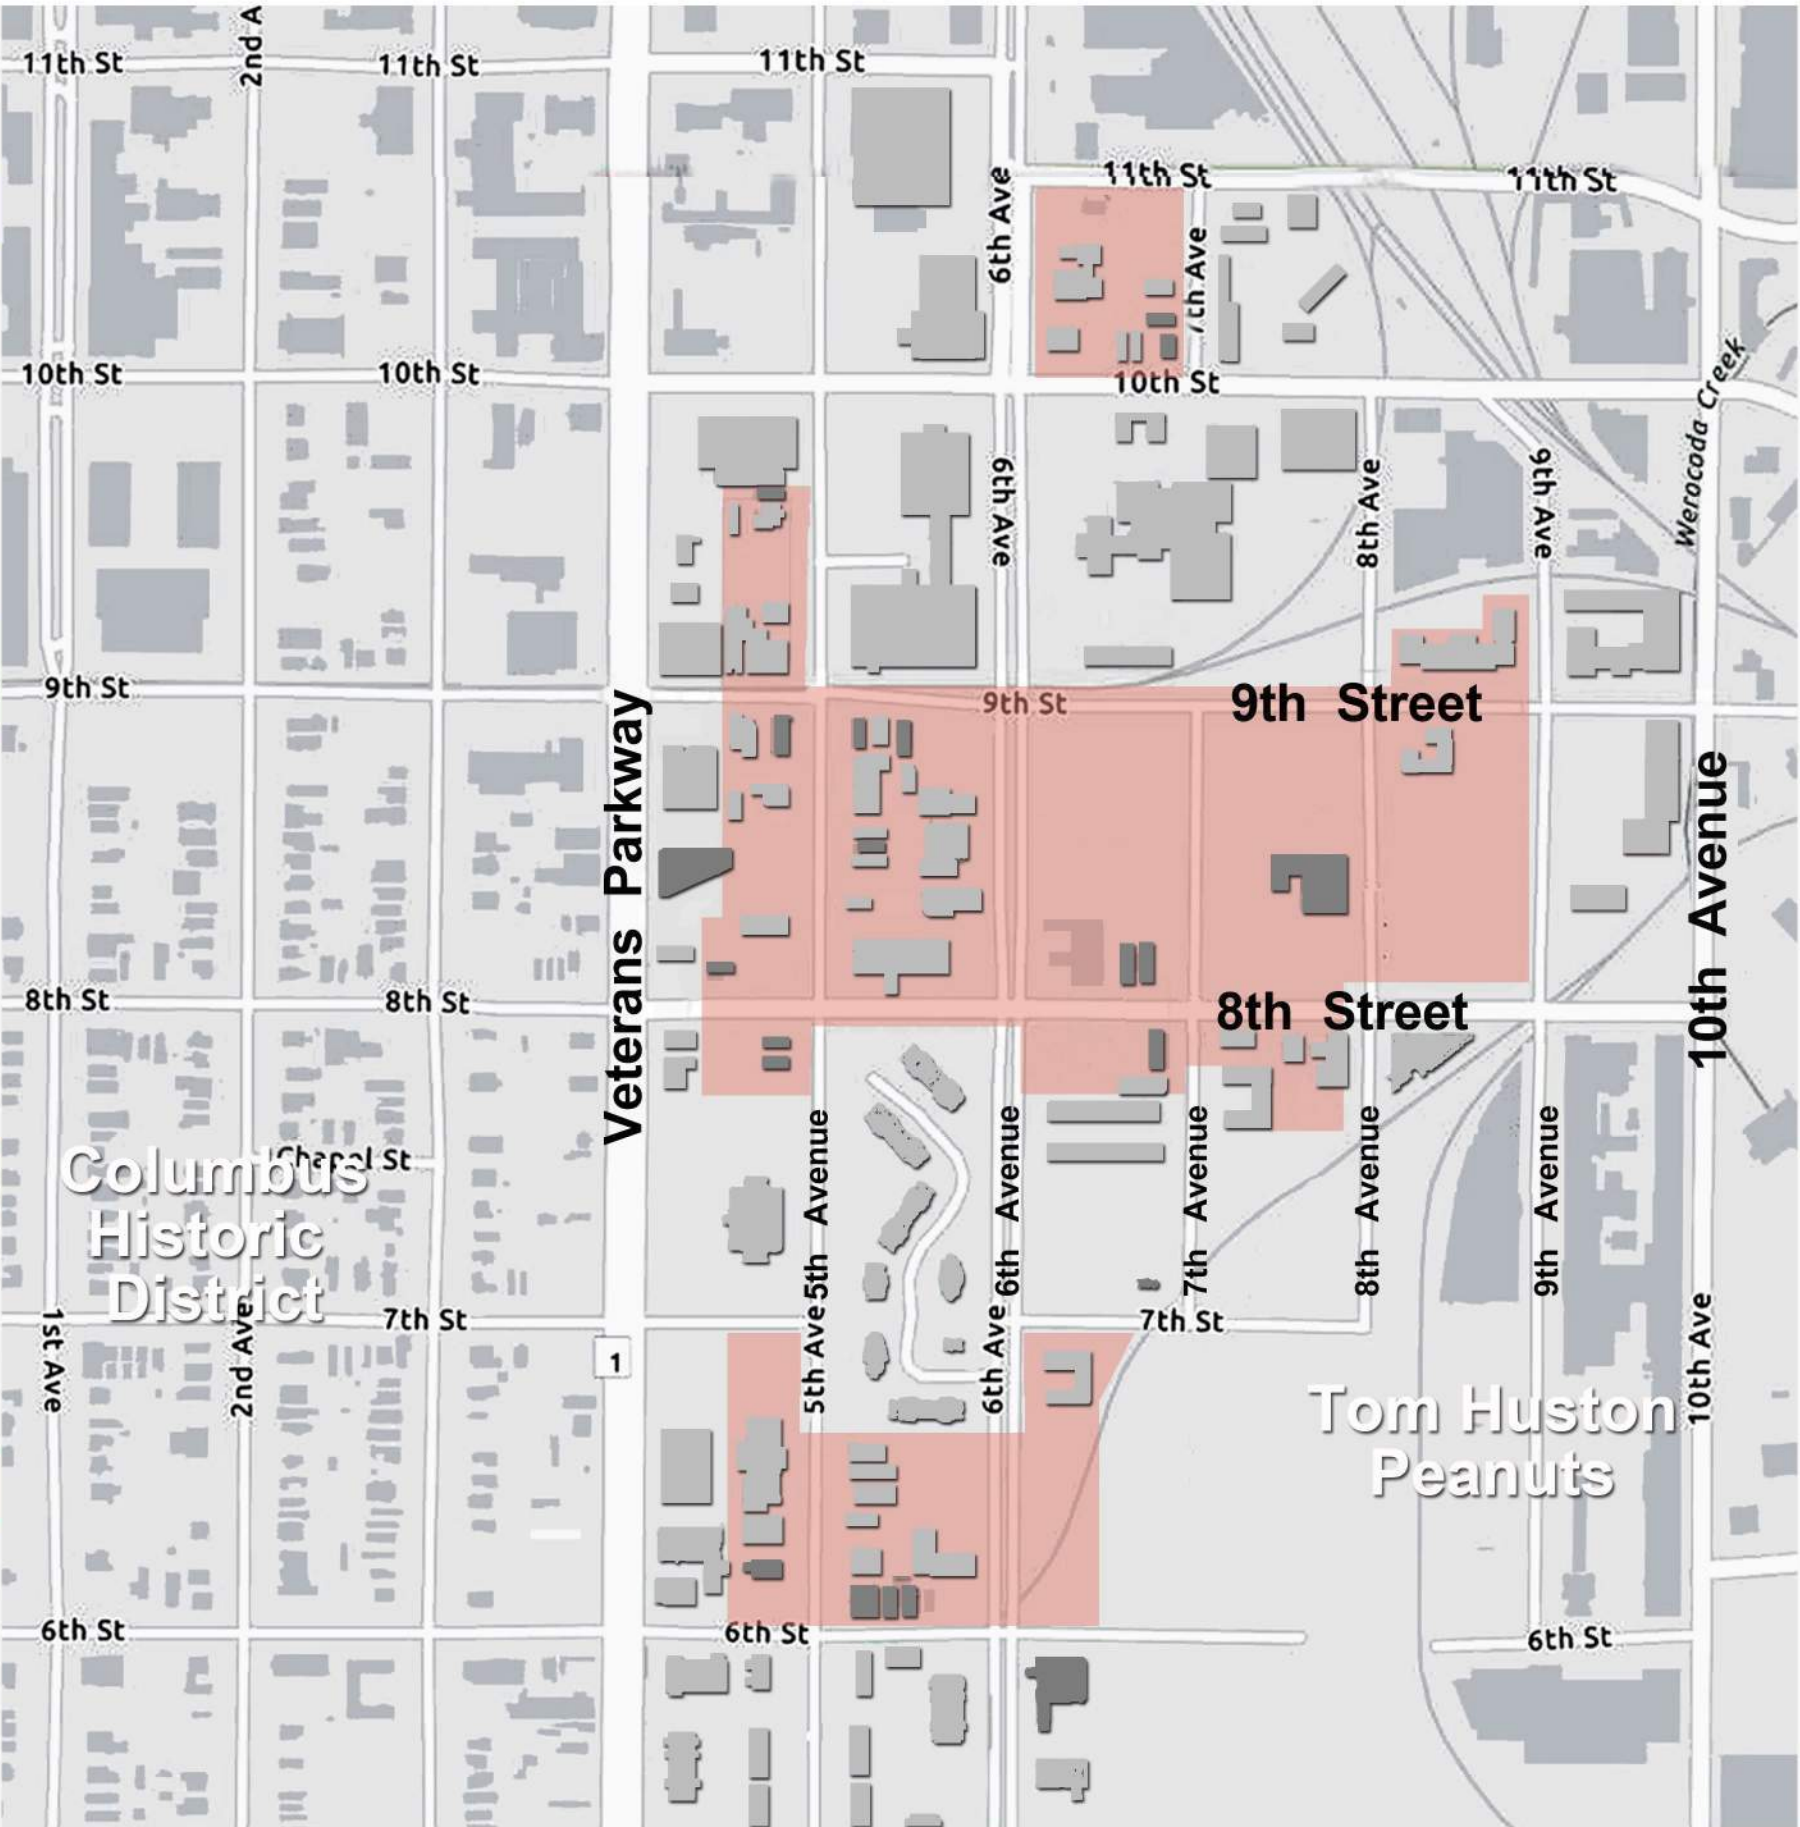 2nd A
11th St
11th St
11th St
11th St
11th St
6th Ave
7th Ave
10th St
10th St
10th St
Werocoda Creek
6th Ave
8th Ave
9th Ave
9th St
9th St
9th Street
Veterans Parkway
10th Avenue
8th St
8th St
8th Street
Chapel St
Columbus
Historic
District
5th Avenue
6th Avenue
7th Avenue
8th Avenue
9th Avenue
1st Ave
2nd Ave
7th St
7th St
1
5th Ave
6th Ave
10th Ave
Tom Huston
Peanuts
6th St
6th St
6th St